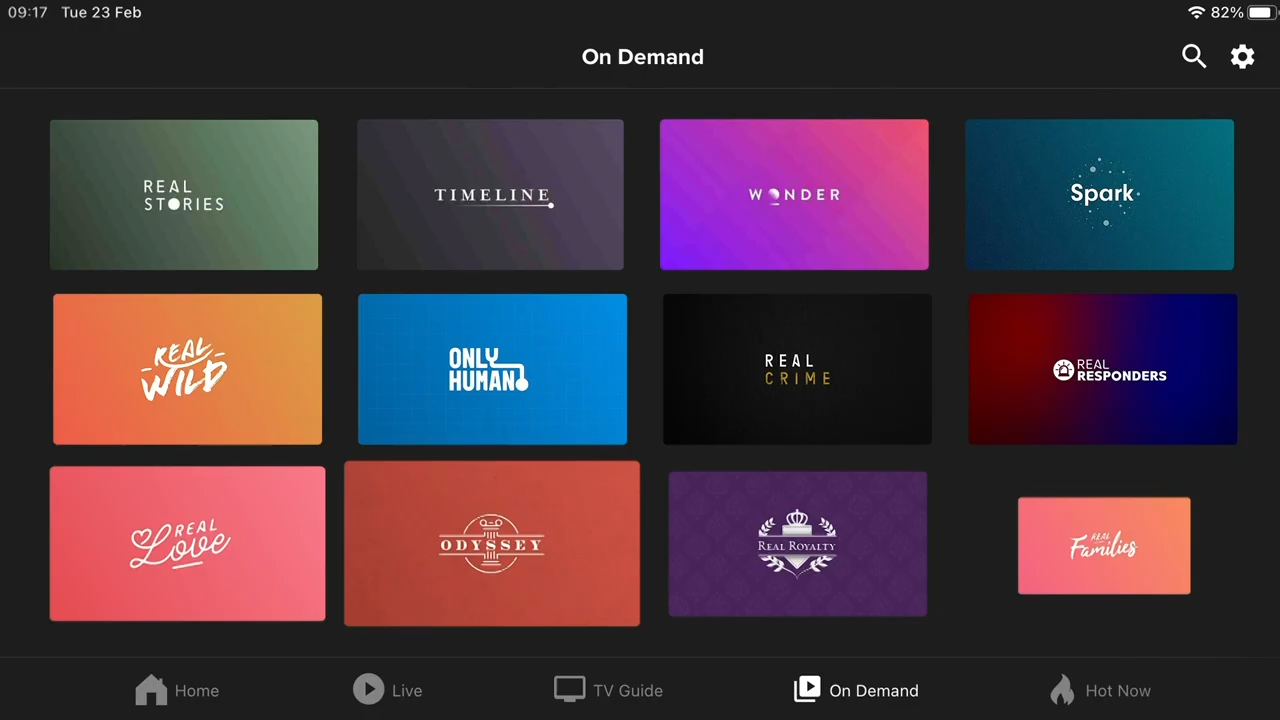 09:17 Tue 23 Feb 82%
On Demand
REAL
STORIES
TIMELINE
WONDER
Spark
REAL
WILD
ONLY
HUMAN
REAL
CRIME
REAL
RESPONDERS
REAL
Love
ODYSSEY
REAL ROYALTY
REAL
Families
Home
Live
TV Guide
On Demand
Hot Now